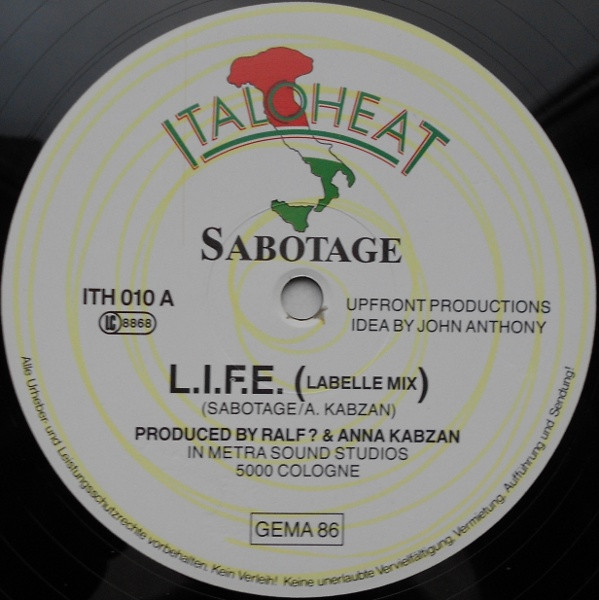 ITALOHEAT
SABOTAGE
ITH 010 A
LC 8868
UPFRONT PRODUCTIONS
IDEA BY JOHN ANTHONY
L.I.F.E. (LABELLE MIX)
(SABOTAGE/A. KABZAN)
PRODUCED BY RALF? & ANNA KABZAN
IN METRA SOUND STUDIOS
5000 COLOGNE
GEMA 86
Alle Urheber- und Leistungsschutzrechte vorbehalten. Kein Verleih! Keine unerlaubte Vervielfältigung, Vermietung, Aufführung und Sendung!